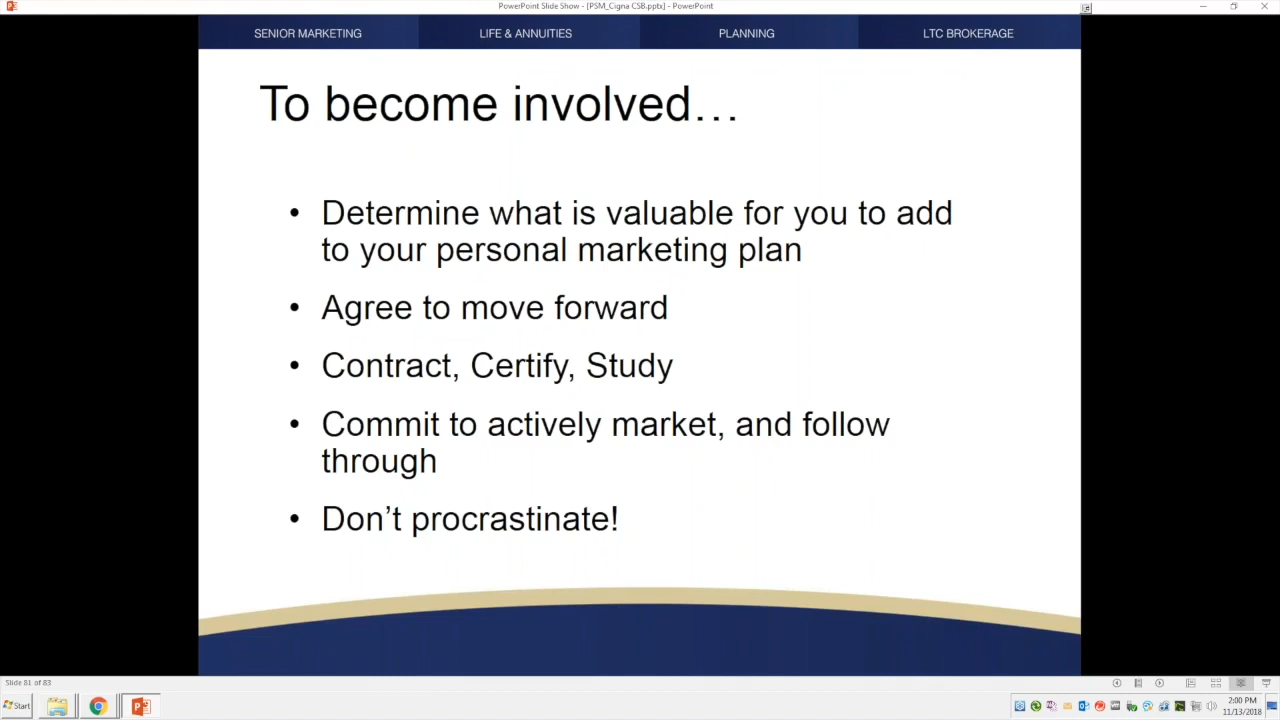 PowerPoint Slide Show - [PSM_Cigna CSB.pptx] - PowerPoint
SENIOR MARKETING
LIFE & ANNUITIES
PLANNING
LTC BROKERAGE
To become involved…
• Determine what is valuable for you to add
to your personal marketing plan
• Agree to move forward
• Contract, Certify, Study
• Commit to actively market, and follow
through
• Don’t procrastinate!
Slide 81 of 83
Start
2:00 PM
11/13/2018